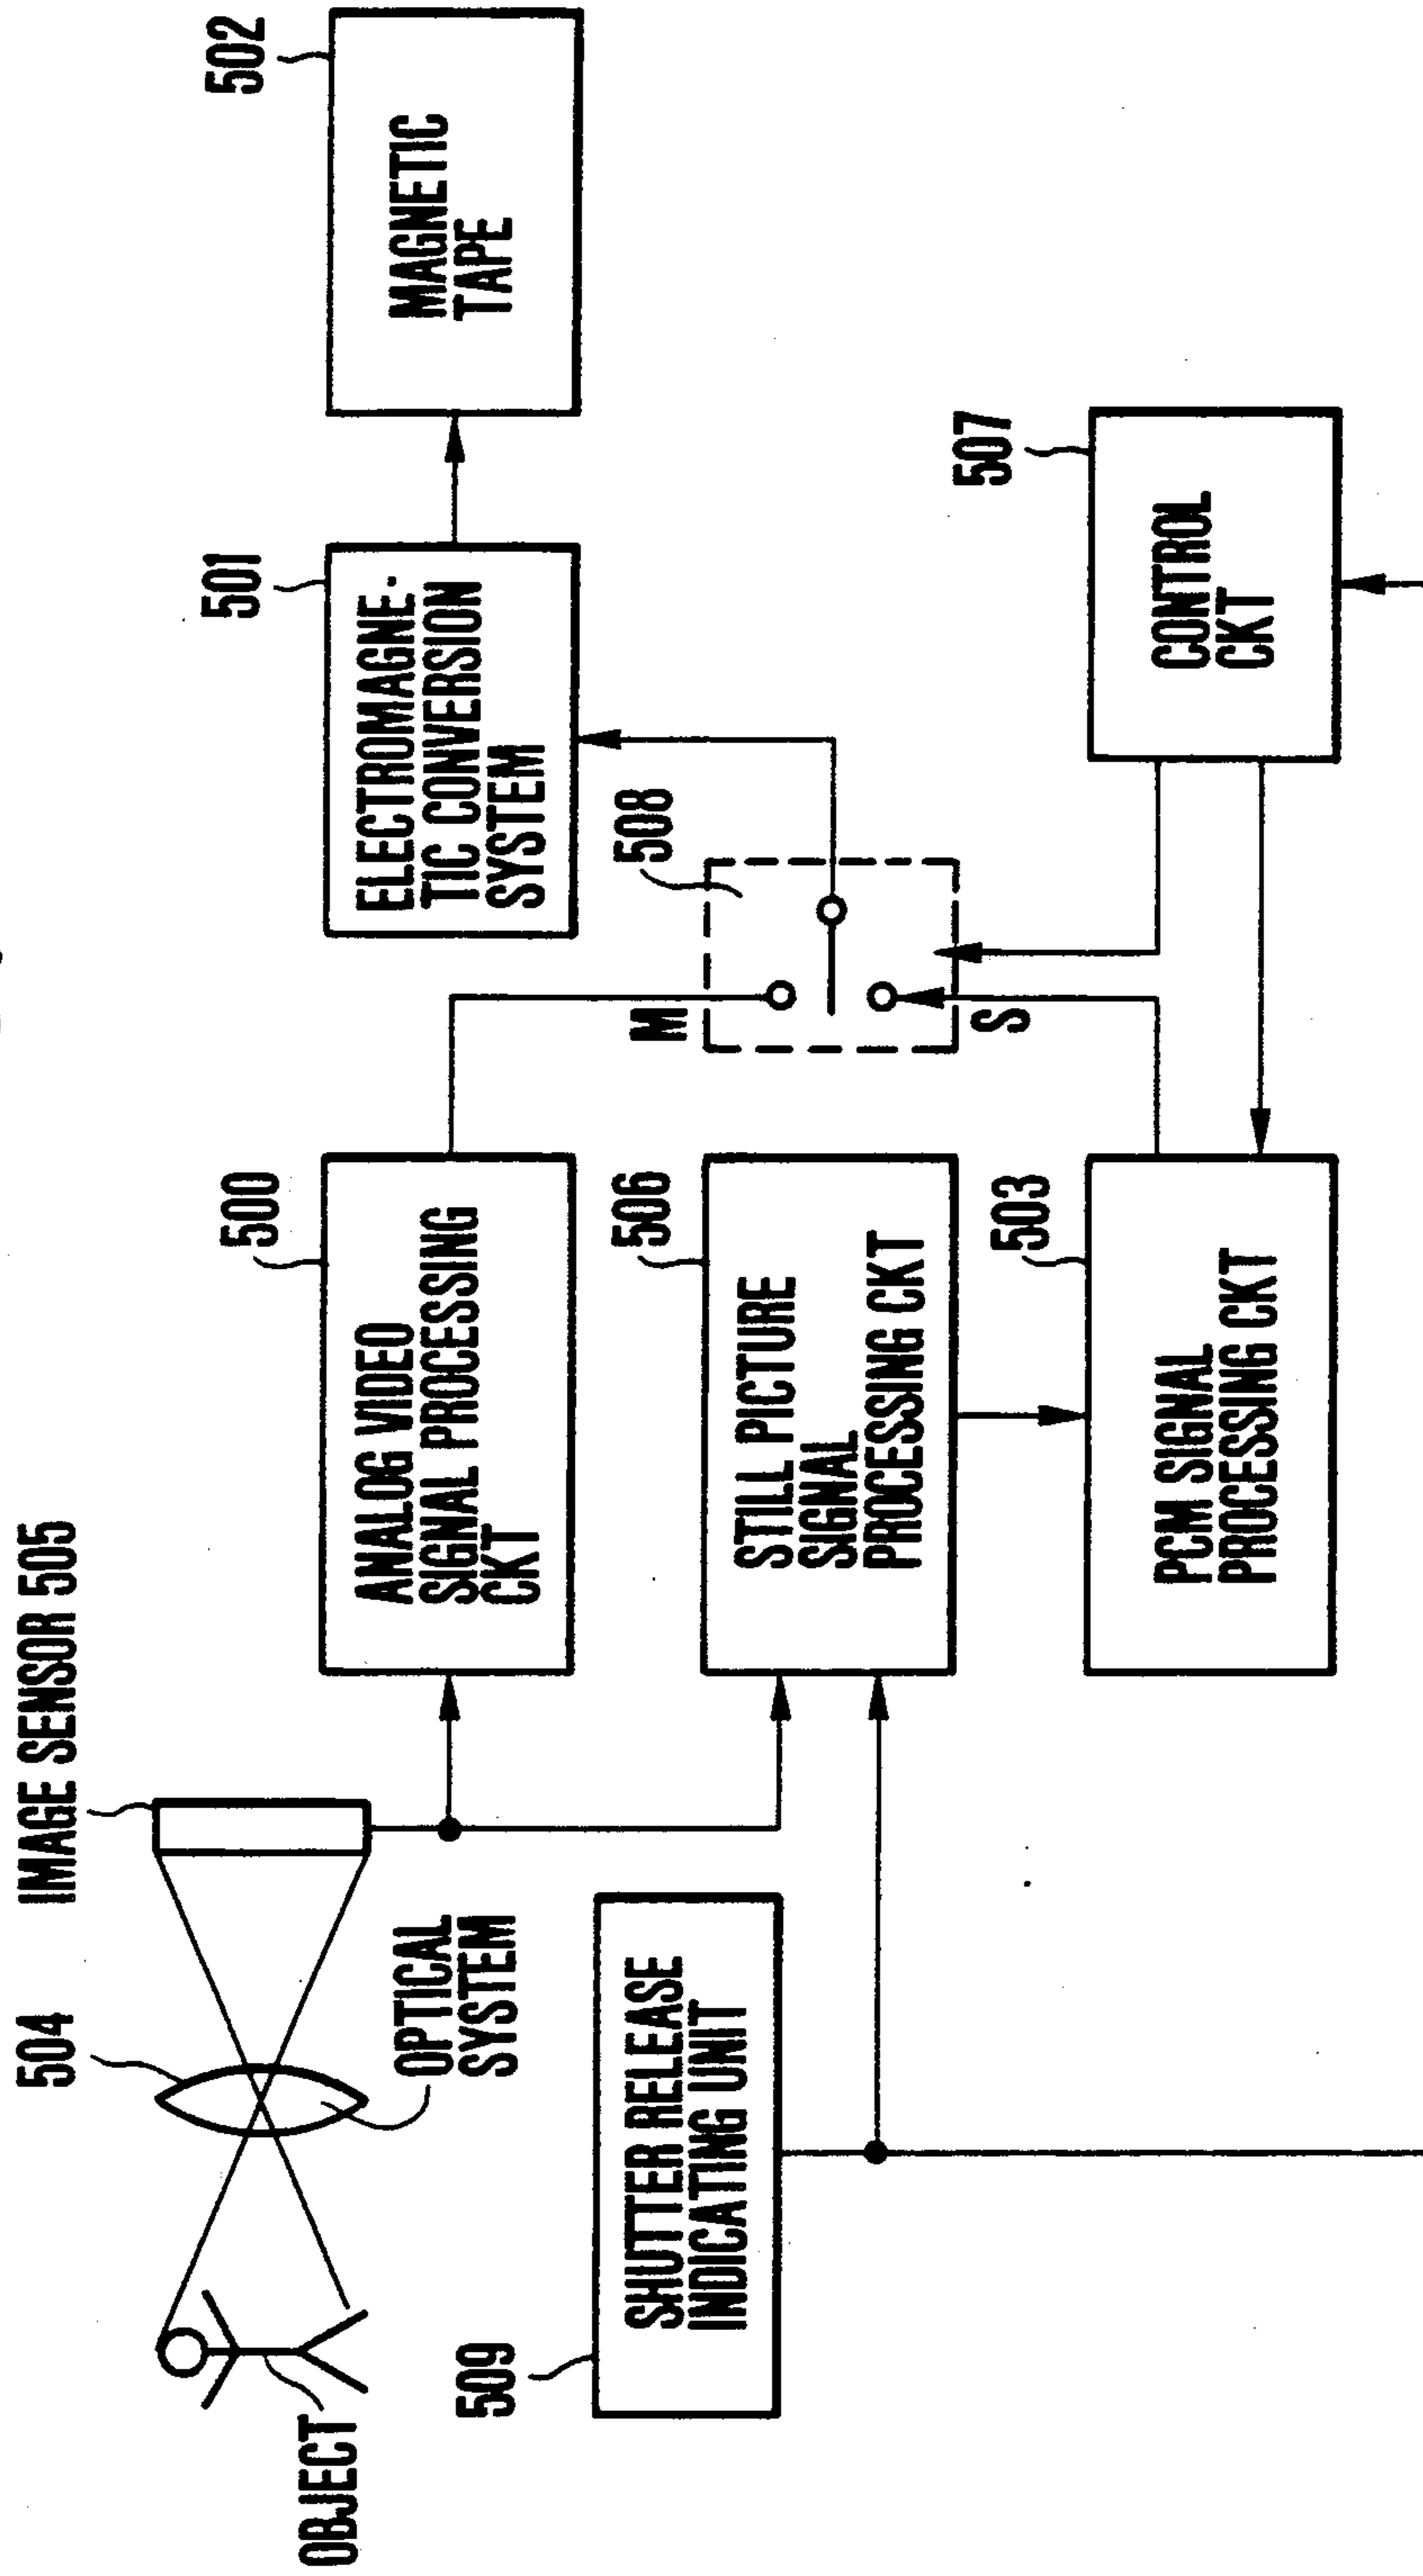 504
IMAGE SENSOR 505
OBJECT
OPTICAL
SYSTEM
500
ANALOG VIDEO
SIGNAL PROCESSING
CKT
501
ELECTROMAGNE-
TIC CONVERSION
SYSTEM
502
MAGNETIC
TAPE
509
SHUTTER RELEASE
INDICATING UNIT
506
STILL PICTURE
SIGNAL
PROCESSING CKT
M
508
S
503
PCM SIGNAL
PROCESSING CKT
507
CONTROL
CKT